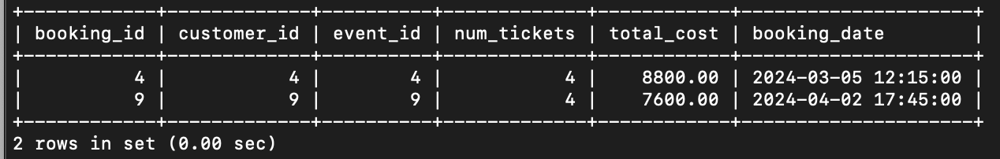 +------------+-------------+----------+-------------+------------+---------------------+
| booking_id | customer_id | event_id | num_tickets | total_cost | booking_date        |
+------------+-------------+----------+-------------+------------+---------------------+
|          4 |           4 |        4 |           4 |    8800.00 | 2024-03-05 12:15:00 |
|          9 |           9 |        9 |           4 |    7600.00 | 2024-04-02 17:45:00 |
+------------+-------------+----------+-------------+------------+---------------------+
2 rows in set (0.00 sec)